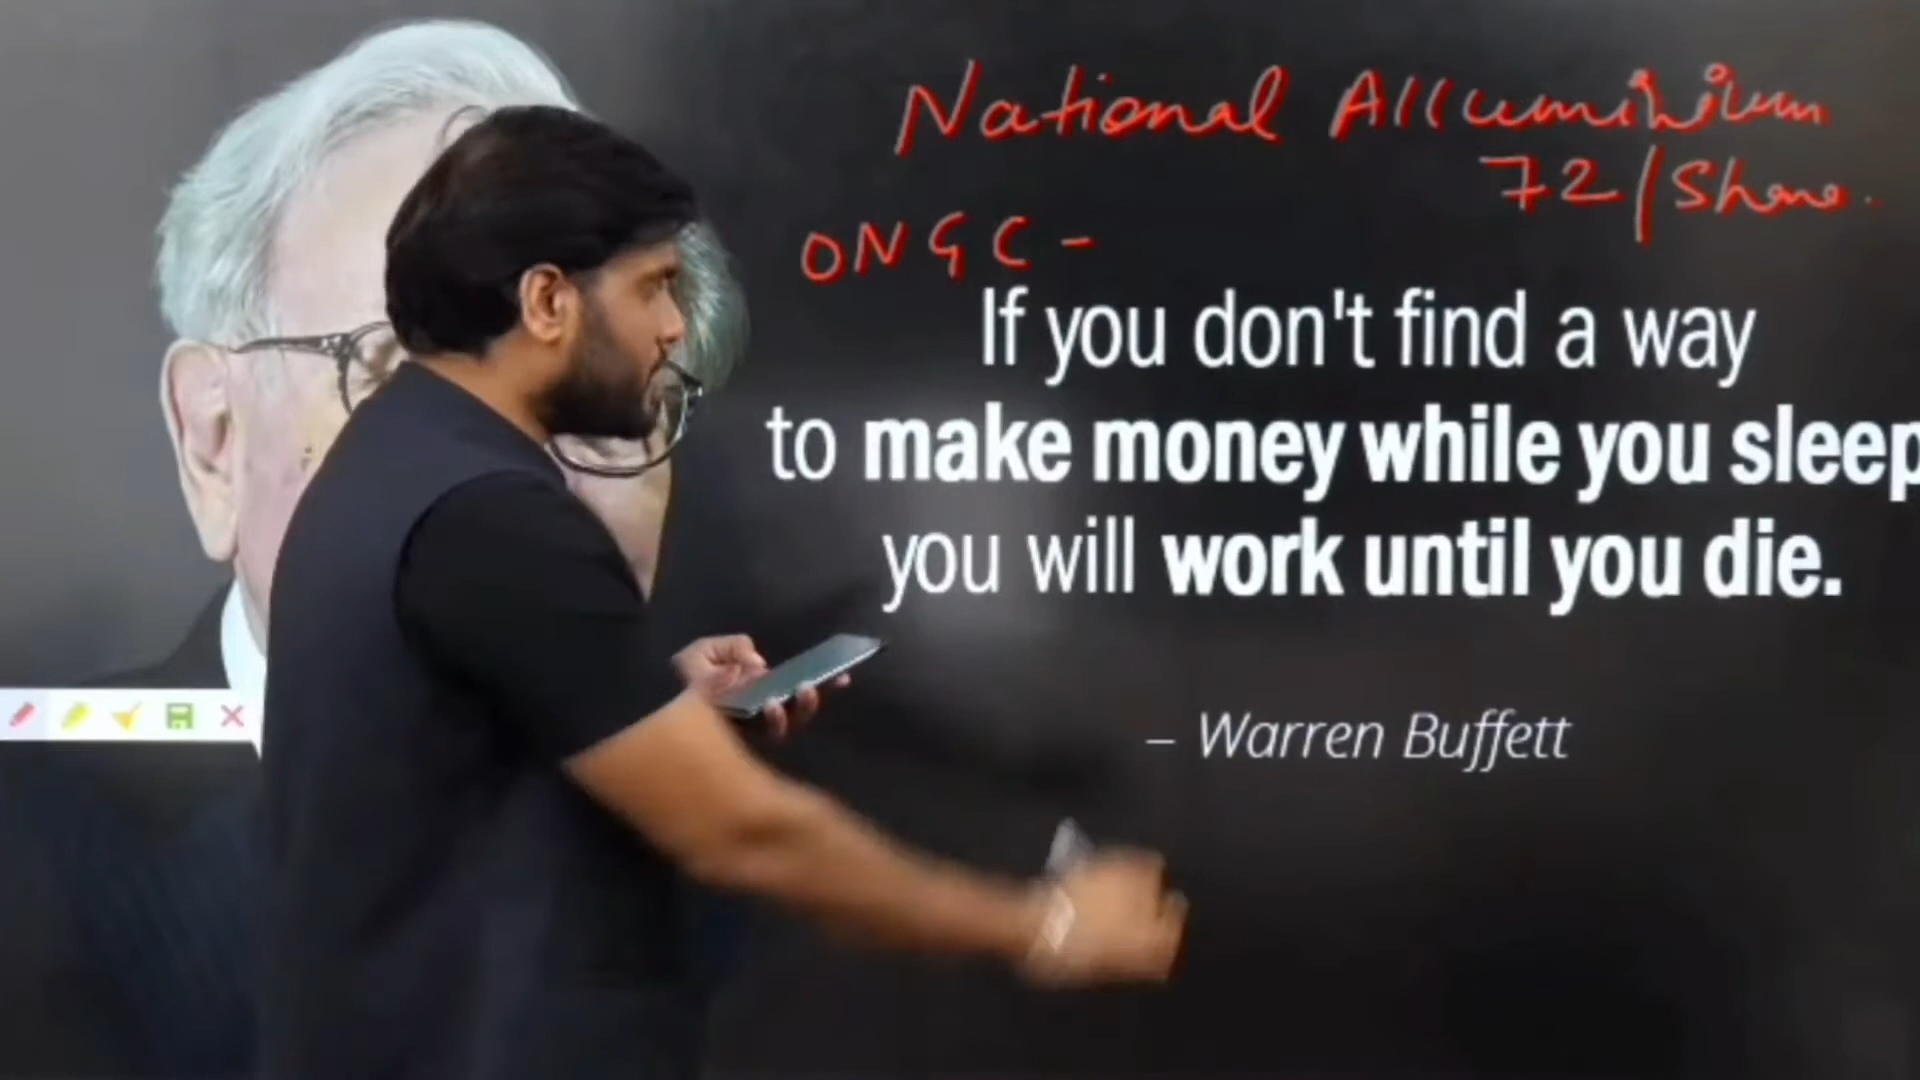 National Alluminium
72/Share.
ONGC -
If you don't find a way
to make money while you sleep
you will work until you die.
– Warren Buffett